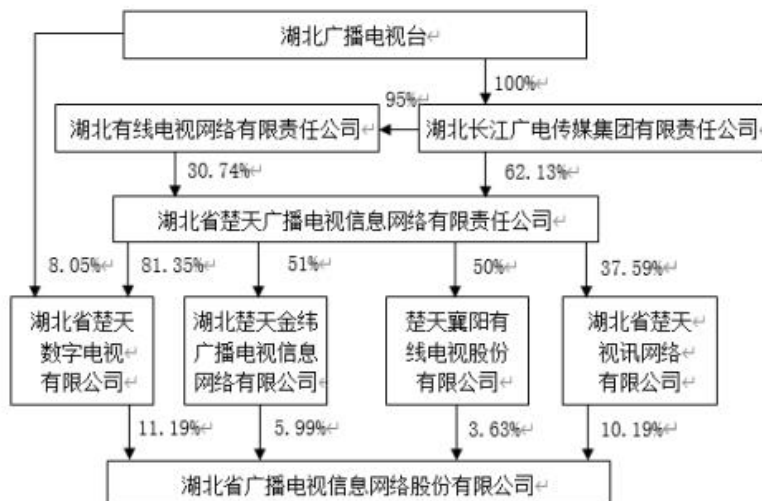 湖北广播电视台
100%
95%
湖北有线电视网络有限责任公司
湖北长江广电传媒集团有限责任公司
30.74%
62.13%
湖北省楚天广播电视信息网络有限责任公司
8.05%
81.35%
51%
50%
37.59%
湖北省楚天
数字电视
有限公司
湖北楚天金纬
广播电视信息
网络有限公司
楚天襄阳有
线电视股份
有限公司
湖北省楚天
视讯网络
有限公司
11.19%
5.99%
3.63%
10.19%
湖北省广播电视信息网络股份有限公司